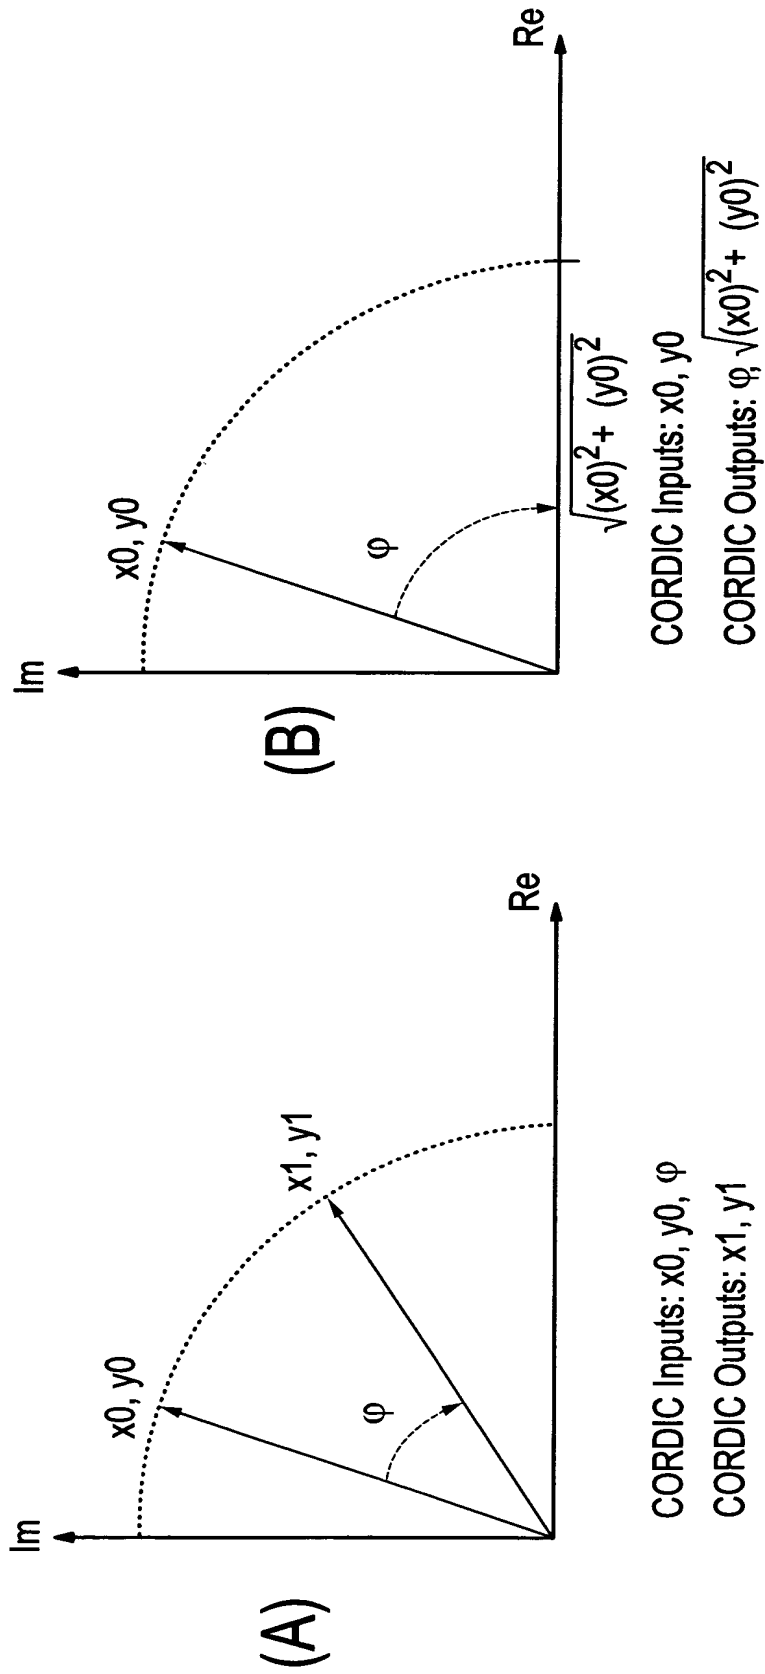 (A)
Im
x0, y0
x1, y1
φ
Re
CORDIC Inputs: x0, y0, φ
CORDIC Outputs: x1, y1
(B)
Im
x0, y0
φ
Re
√(x0)²+ (y0)²
CORDIC Inputs: x0, y0
CORDIC Outputs: φ, √(x0)²+ (y0)²